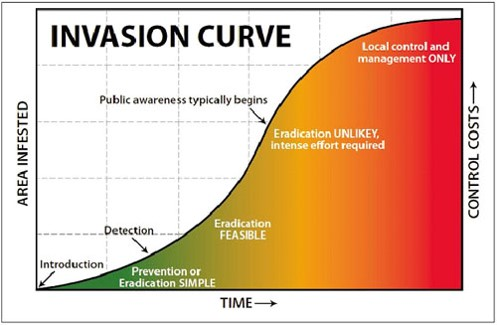 INVASION CURVE
Local control and
management ONLY
Public awareness typically begins
Eradication UNLIKEY,
intense effort required
Eradication
FEASIBLE
Detection
Introduction
Prevention or
Eradication SIMPLE
AREA INFESTED
CONTROL COSTS→
TIME→